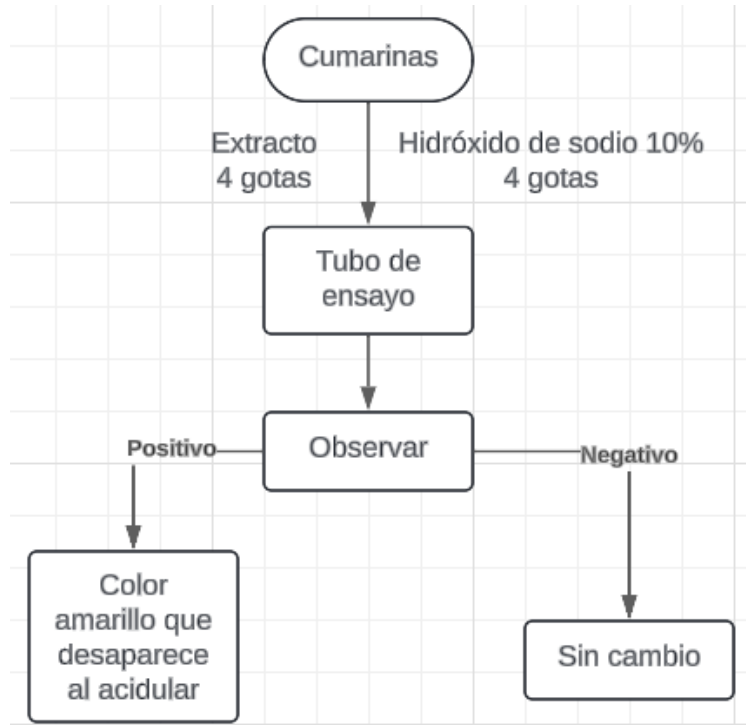 Cumarinas
Extracto
4 gotas
Hidróxido de sodio 10%
4 gotas
Tubo de
ensayo
Observar
Positivo
Negativo
Color
amarillo que
desaparece
al acidular
Sin cambio